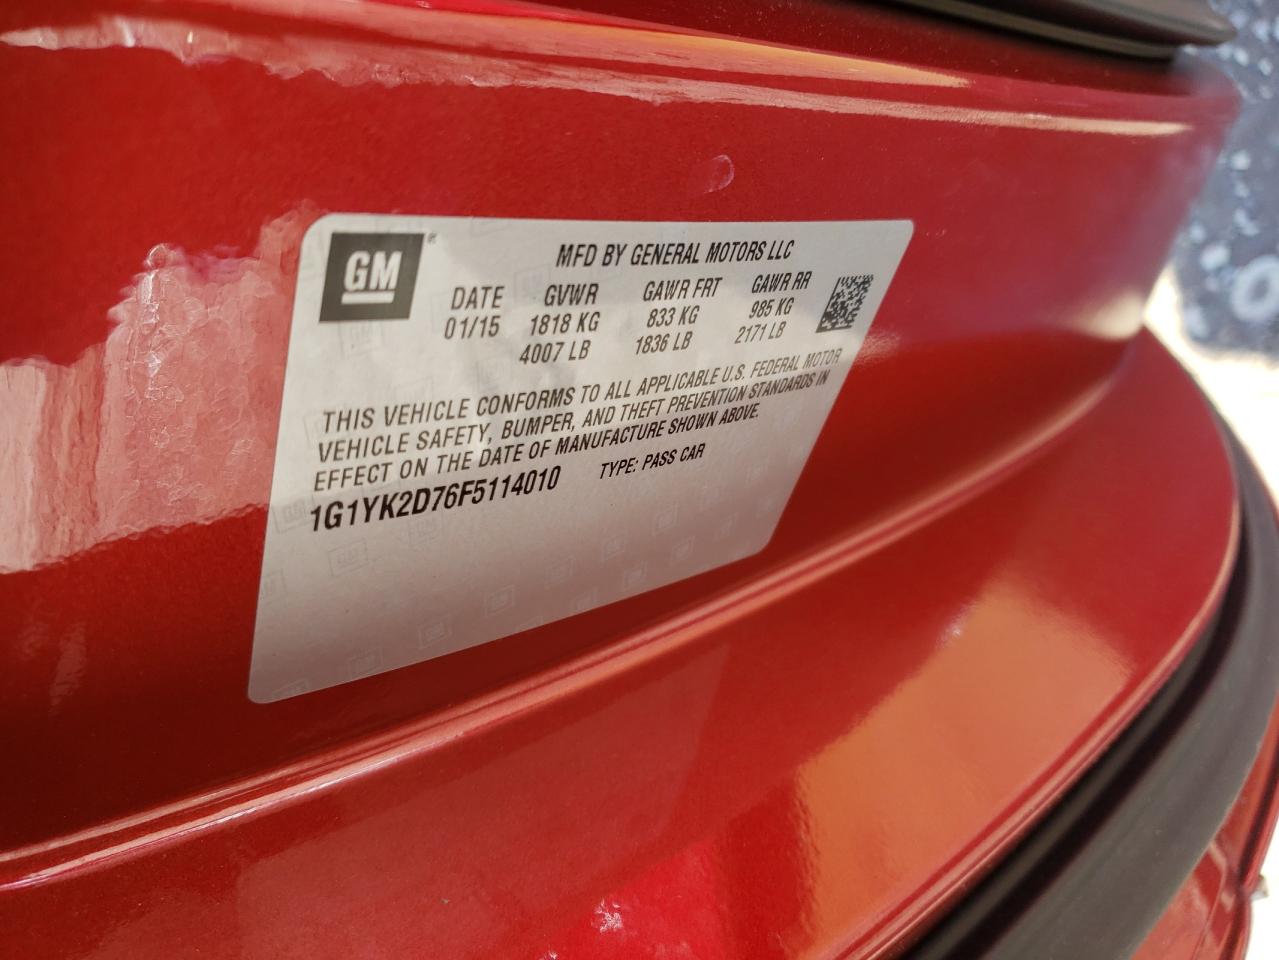 GM
MFD BY GENERAL MOTORS LLC
DATE GVWR GAWR FRT GAWR RR
01/15 1818 KG 833 KG 985 KG
4007 LB 1836 LB 2171 LB
THIS VEHICLE CONFORMS TO ALL APPLICABLE U.S. FEDERAL MOTOR
VEHICLE SAFETY, BUMPER, AND THEFT PREVENTION STANDARDS IN
EFFECT ON THE DATE OF MANUFACTURE SHOWN ABOVE.
1G1YK2D76F5114010 TYPE: PASS CAR